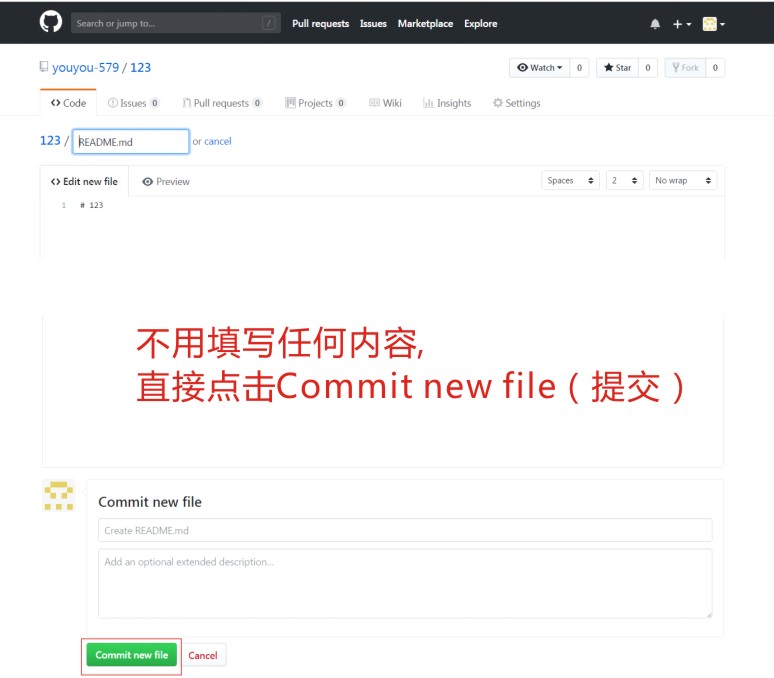 Search or jump to... /
Pull requests Issues Marketplace Explore
youyou-579 / 123
Watch 0 Star 0 Fork 0
Code Issues 0 Pull requests 0 Projects 0 Wiki Insights Settings
123 / README.md or cancel
Edit new file Preview Spaces 2 No wrap
1 # 123
不用填写任何内容,
直接点击Commit new file（提交）
Commit new file
Create README.md
Add an optional extended description...
Commit new file Cancel